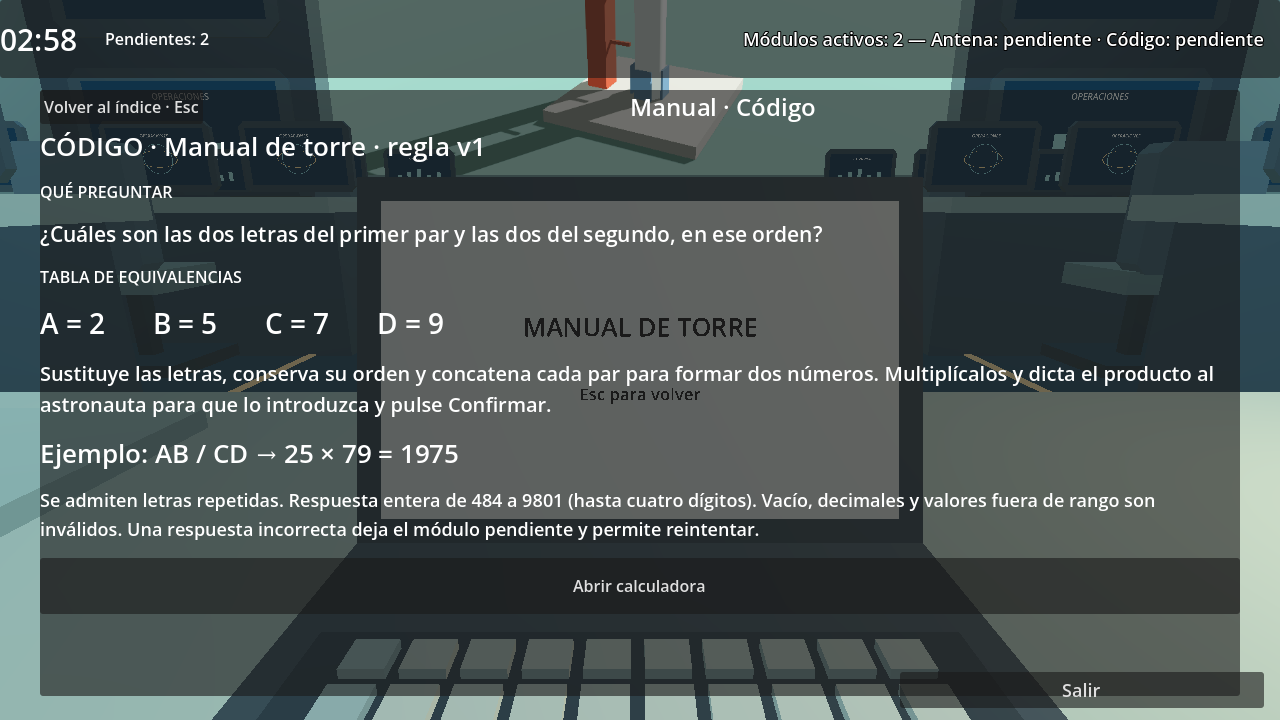 02:58
Pendientes: 2
Módulos activos: 2 — Antena: pendiente · Código: pendiente
OPERACIONES
OPERACIONES
Volver al índice · Esc
Manual · Código
CÓDIGO · Manual de torre · regla v1
QUÉ PREGUNTAR
¿Cuáles son las dos letras del primer par y las dos del segundo, en ese orden?
TABLA DE EQUIVALENCIAS
A = 2 B = 5 C = 7 D = 9
MANUAL DE TORRE
Sustituye las letras, conserva su orden y concatena cada par para formar dos números. Multiplícalos y dicta el producto al
astronauta para que lo introduzca y pulse Confirmar.
Esc para volver
Ejemplo: AB / CD → 25 × 79 = 1975
Se admiten letras repetidas. Respuesta entera de 484 a 9801 (hasta cuatro dígitos). Vacío, decimales y valores fuera de rango son
inválidos. Una respuesta incorrecta deja el módulo pendiente y permite reintentar.
Abrir calculadora
Salir